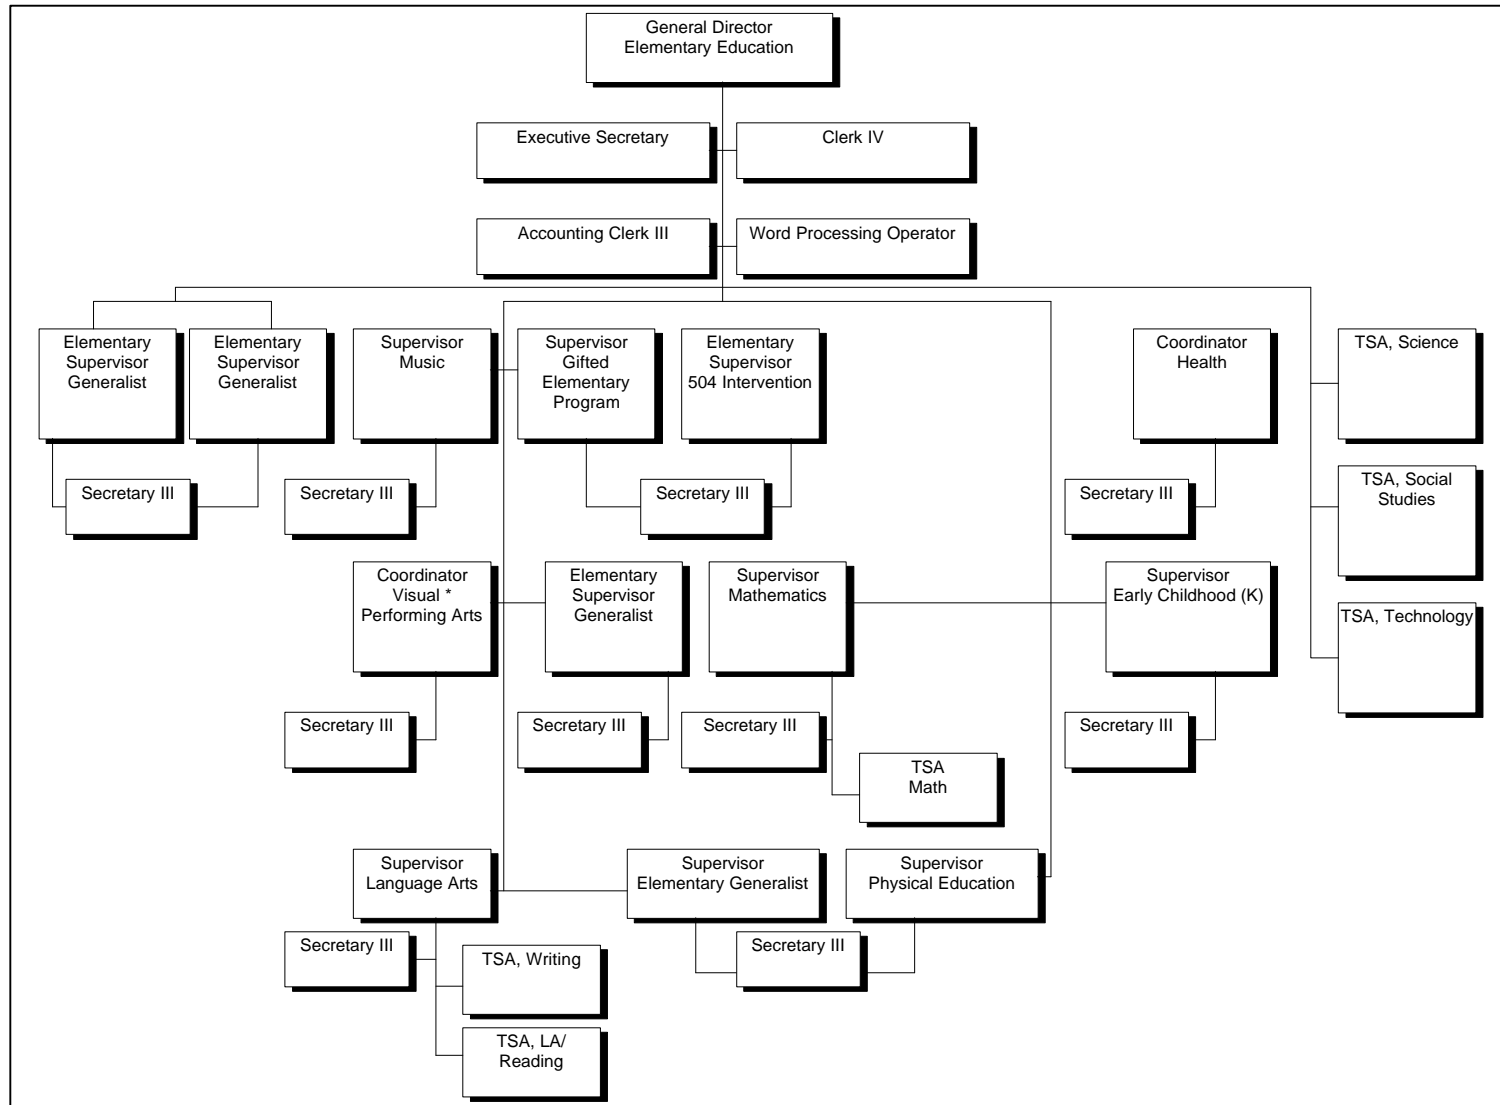 General Director
Elementary Education
Executive Secretary
Clerk IV
Accounting Clerk III
Word Processing Operator
Elementary
Supervisor
Generalist
Elementary
Supervisor
Generalist
Supervisor
Music
Supervisor
Gifted
Elementary
Program
Elementary
Supervisor
504 Intervention
Coordinator
Health
TSA, Science
Secretary III
Secretary III
Secretary III
Secretary III
TSA, Social
Studies
Coordinator
Visual *
Performing Arts
Elementary
Supervisor
Generalist
Supervisor
Mathematics
Supervisor
Early Childhood (K)
TSA, Technology
Secretary III
Secretary III
Secretary III
Secretary III
TSA
Math
Supervisor
Language Arts
Supervisor
Elementary Generalist
Supervisor
Physical Education
Secretary III
TSA, Writing
Secretary III
TSA, LA/
Reading